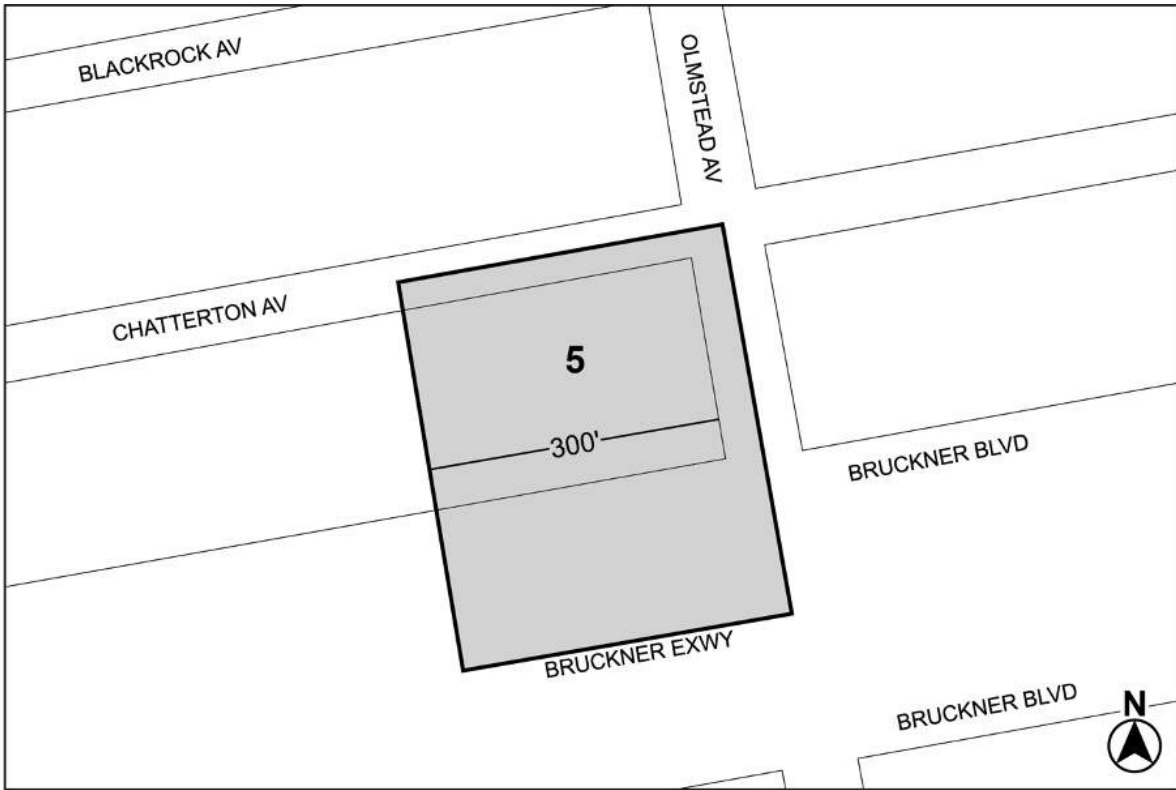 BLACKROCK AV
OLMSTEAD AV
CHATTERTON AV
5
300'
BRUCKNER BLVD
BRUCKNER EXWY
BRUCKNER BLVD
N